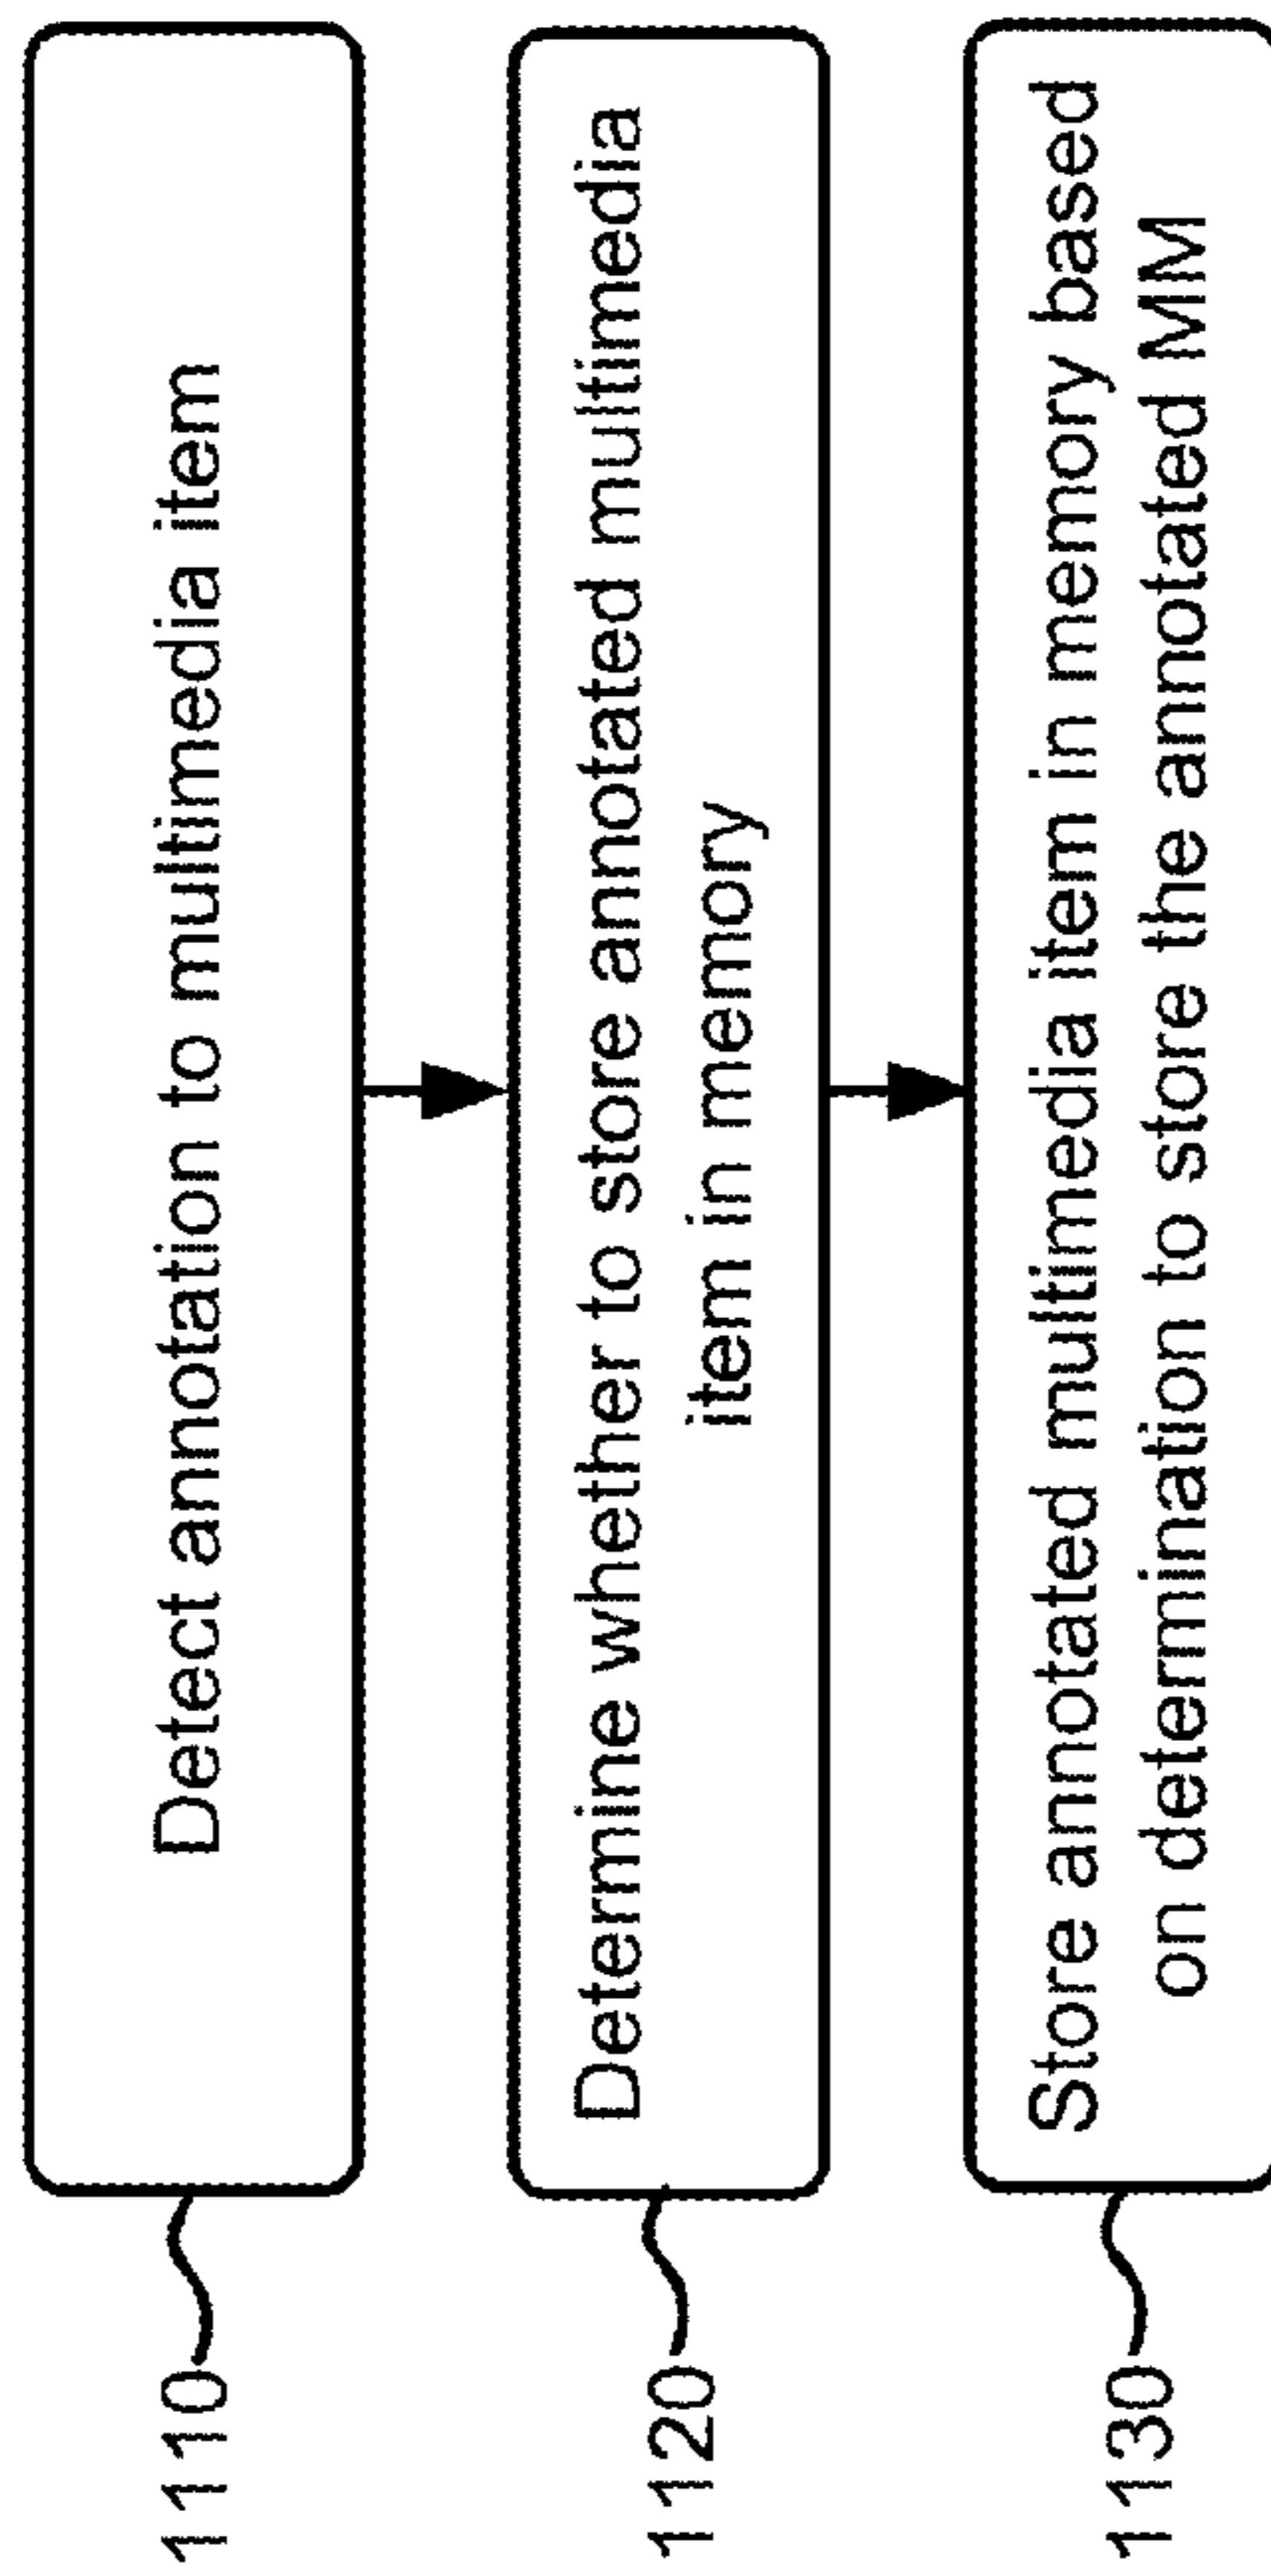 1110
Detect annotation to multimedia item
1120
Determine whether to store annotated multimedia
item in memory
1130
Store annotated multimedia item in memory based
on determination to store the annotated MM